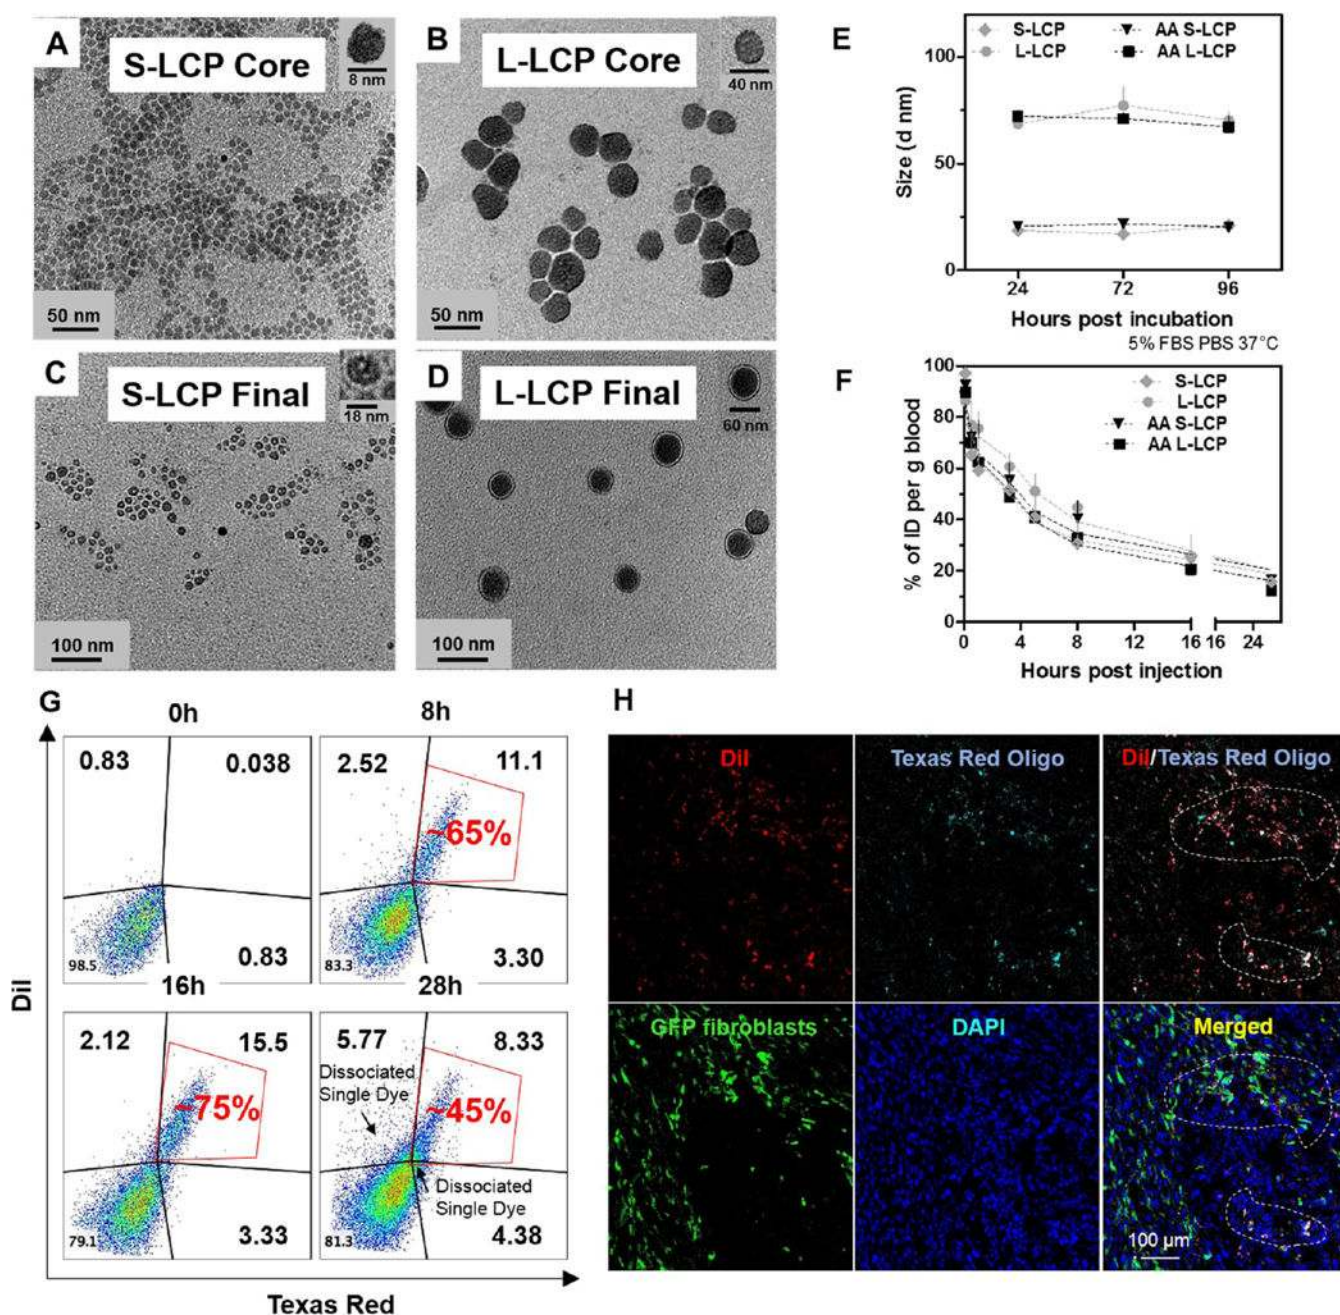 A
S-LCP Core
8 nm
50 nm
B
L-LCP Core
40 nm
50 nm
C
S-LCP Final
18 nm
100 nm
D
L-LCP Final
60 nm
100 nm
E
S-LCP
AA S-LCP
L-LCP
AA L-LCP
Size (d nm)
100
50
0
24
72
96
Hours post incubation
5% FBS PBS 37°C
F
S-LCP
L-LCP
AA S-LCP
AA L-LCP
% of ID per g blood
100
80
60
40
20
0
0
4
8
12
16
16
24
Hours post injection
G
0h
8h
0.83
0.038
98.5
0.83
2.52
11.1
~65%
83.3
3.30
16h
28h
2.12
15.5
~75%
79.1
3.33
5.77
8.33
Dissociated
Single Dye
~45%
Dissociated
Single Dye
81.3
4.38
DiI
Texas Red
H
DiI
Texas Red Oligo
DiI/Texas Red Oligo
GFP fibroblasts
DAPI
Merged
100 µm